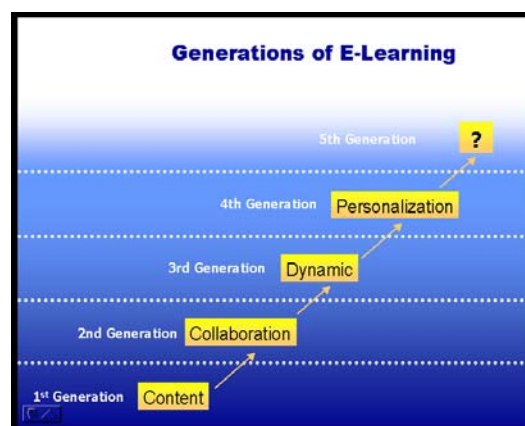 Generations of E-Learning
5th Generation ?
4th Generation Personalization
3rd Generation Dynamic
2nd Generation Collaboration
1st Generation Content